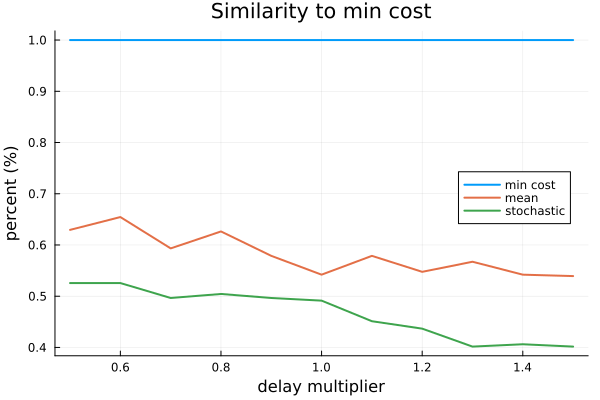 Similarity to min cost
percent (%)
1.0
0.9
0.8
0.7
0.6
0.5
0.4
min cost
mean
stochastic
0.6 0.8 1.0 1.2 1.4
delay multiplier